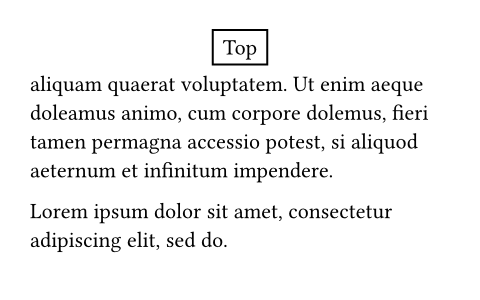 Top
aliquam quaerat voluptatem. Ut enim aeque
doleamus animo, cum corpore dolemus, fieri
tamen permagna accessio potest, si aliquod
aeternum et infinitum impendere.
Lorem ipsum dolor sit amet, consectetur
adipiscing elit, sed do.